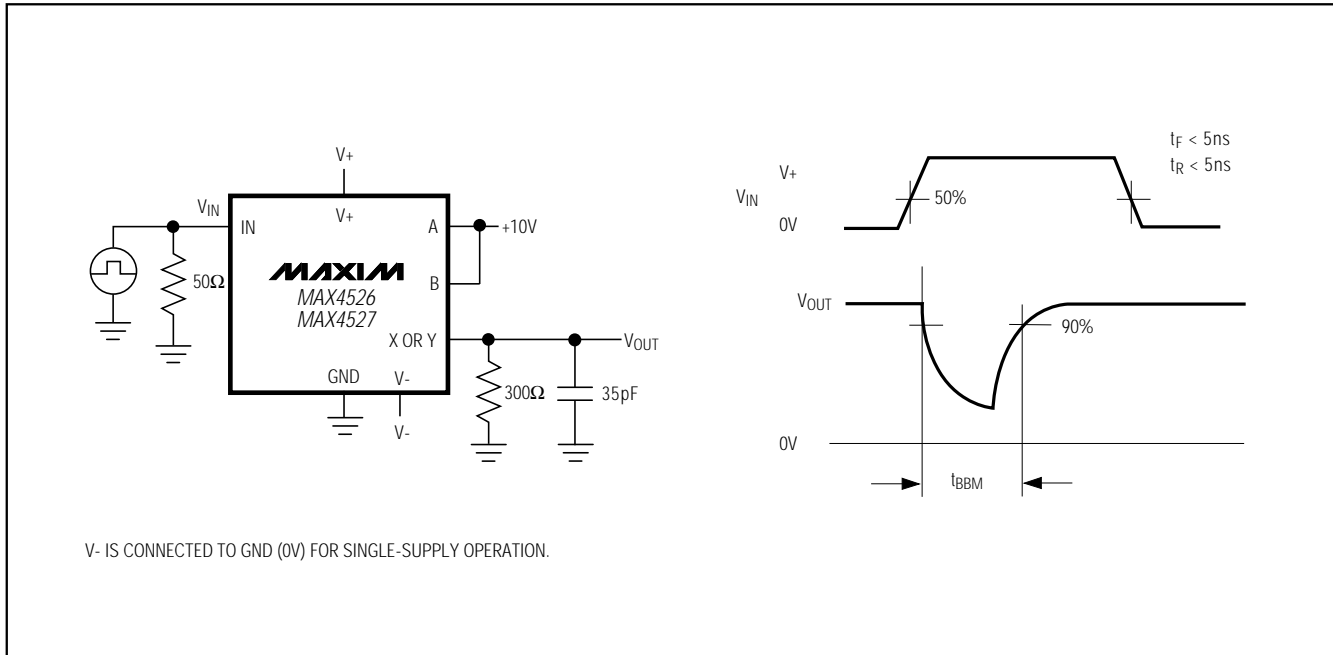 V+
V+
VIN
IN
A
+10V
B
50Ω
MAXIM
MAX4526
MAX4527
X OR Y
VOUT
GND
V-
V-
300Ω
35pF
V- IS CONNECTED TO GND (0V) FOR SINGLE-SUPPLY OPERATION.
tF < 5ns
tR < 5ns
V+
VIN
50%
0V
VOUT
90%
0V
tBBM